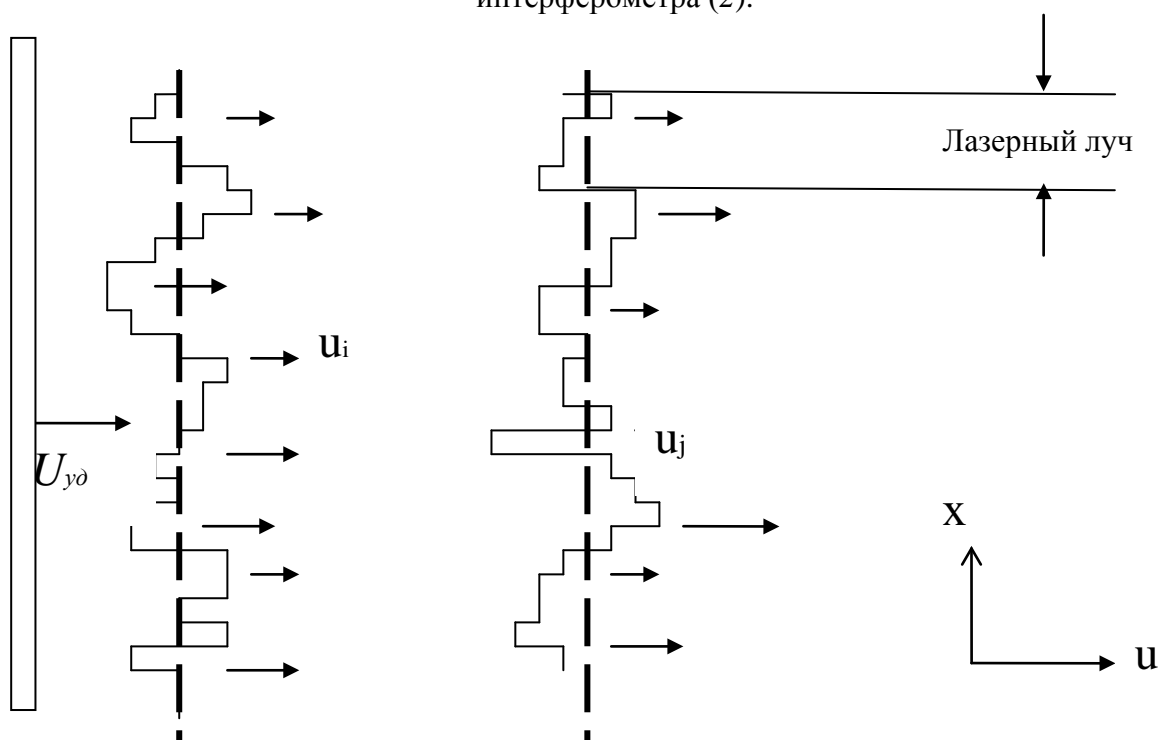 интерферометра (2).
Лазерный луч
ui
Uуд
uj
x
u